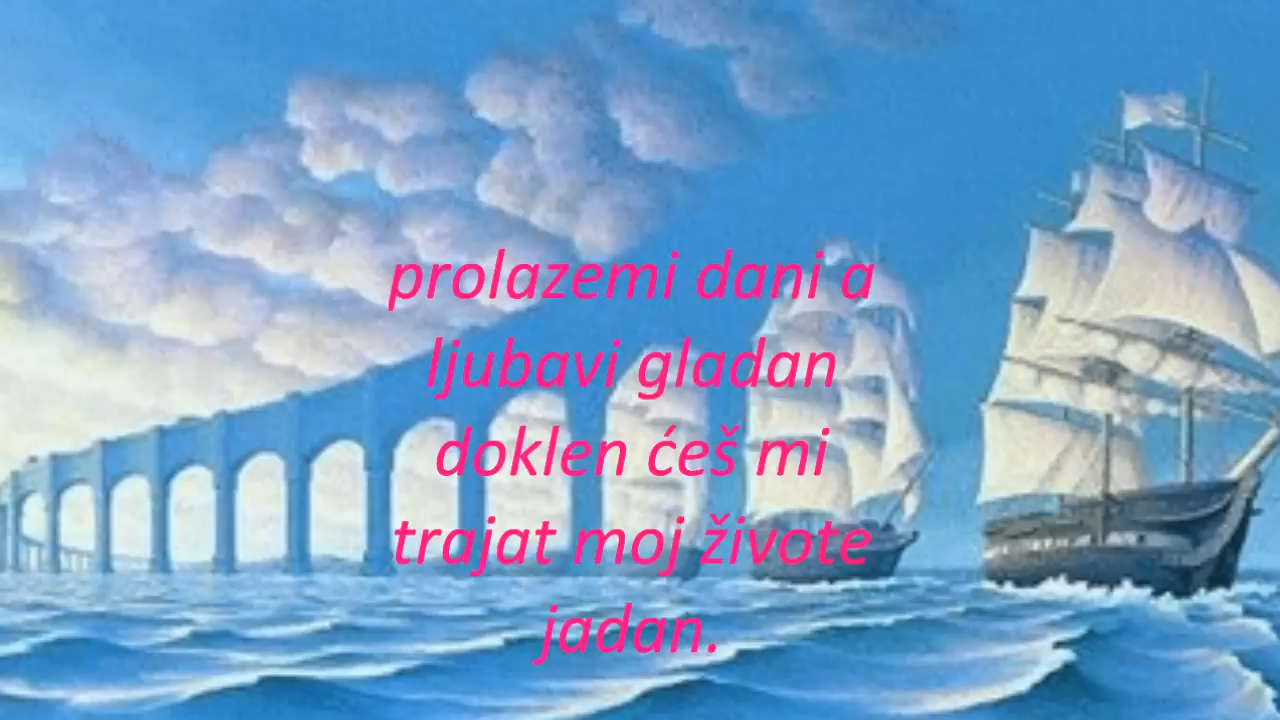 prolazemi dani a
ljubavi gladan
doklen ćeš mi
trajat moj živote
jadan.